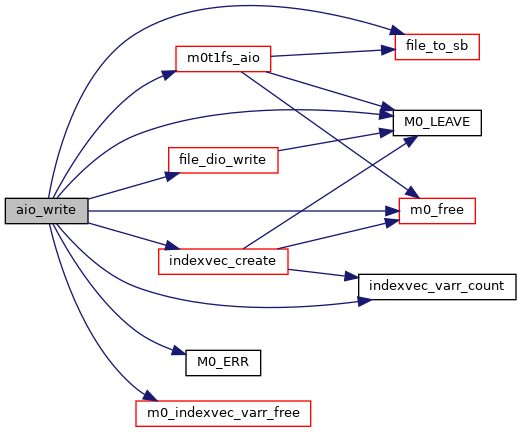 file_to_sb
m0t1fs_aio
M0_LEAVE
file_dio_write
aio_write
m0_free
indexvec_create
indexvec_varr_count
M0_ERR
m0_indexvec_varr_free